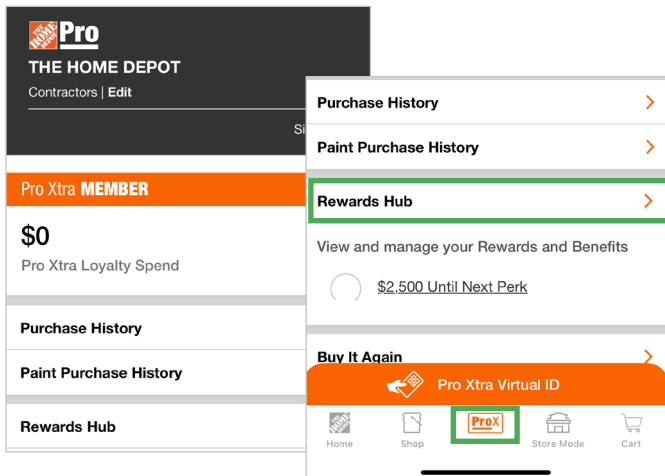 THE HOME DEPOT
Pro
THE HOME DEPOT
Contractors | Edit
Si
Pro Xtra MEMBER
$0
Pro Xtra Loyalty Spend
Purchase History
Paint Purchase History
Rewards Hub
Purchase History
Paint Purchase History
Rewards Hub
View and manage your Rewards and Benefits
$2,500 Until Next Perk
Buy It Again
Pro Xtra Virtual ID
ProX
Home
Shop
Store Mode
Cart